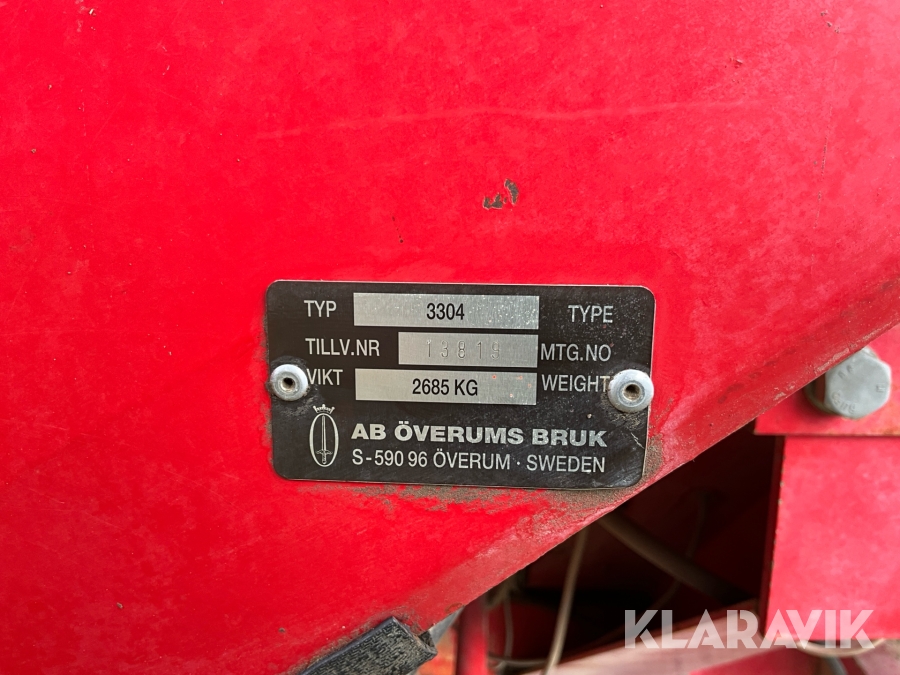 TYP 3304 TYPE
TILLV.NR 13819 MTG.NO
VIKT 2685 KG WEIGHT
AB ÖVERUMS BRUK
S-590 96 ÖVERUM · SWEDEN
KLARAVIK